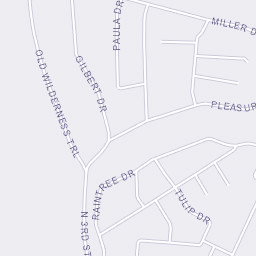 MILLER D
PAULA DR
GILBERT DR
OLD WILDERNESS TRL
PLEASUR
RAINTREE DR
TULIP DR
N 3RD ST